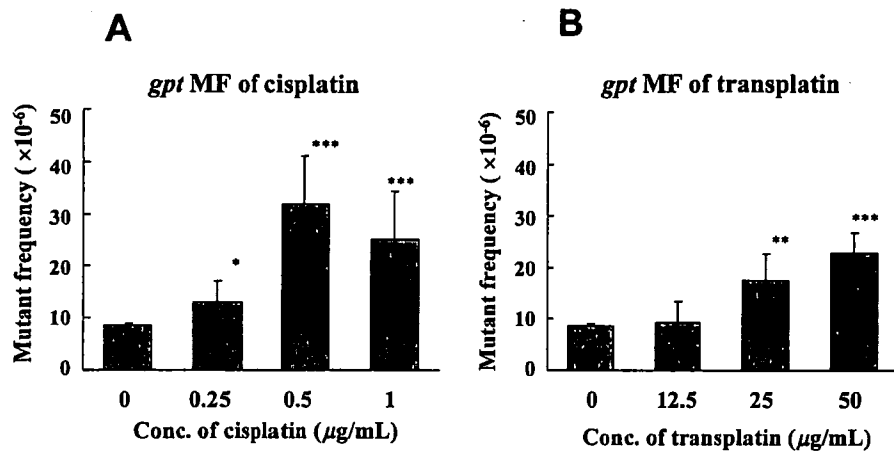 A
gpt MF of cisplatin
Mutant frequency ( ×10-6)
50
40
30
20
10
0
*
***
***
0 0.25 0.5 1
Conc. of cisplatin (μg/mL)
B
gpt MF of transplatin
Mutant frequency ( ×10-6)
50
40
30
20
10
0
**
***
0 12.5 25 50
Conc. of transplatin (μg/mL)